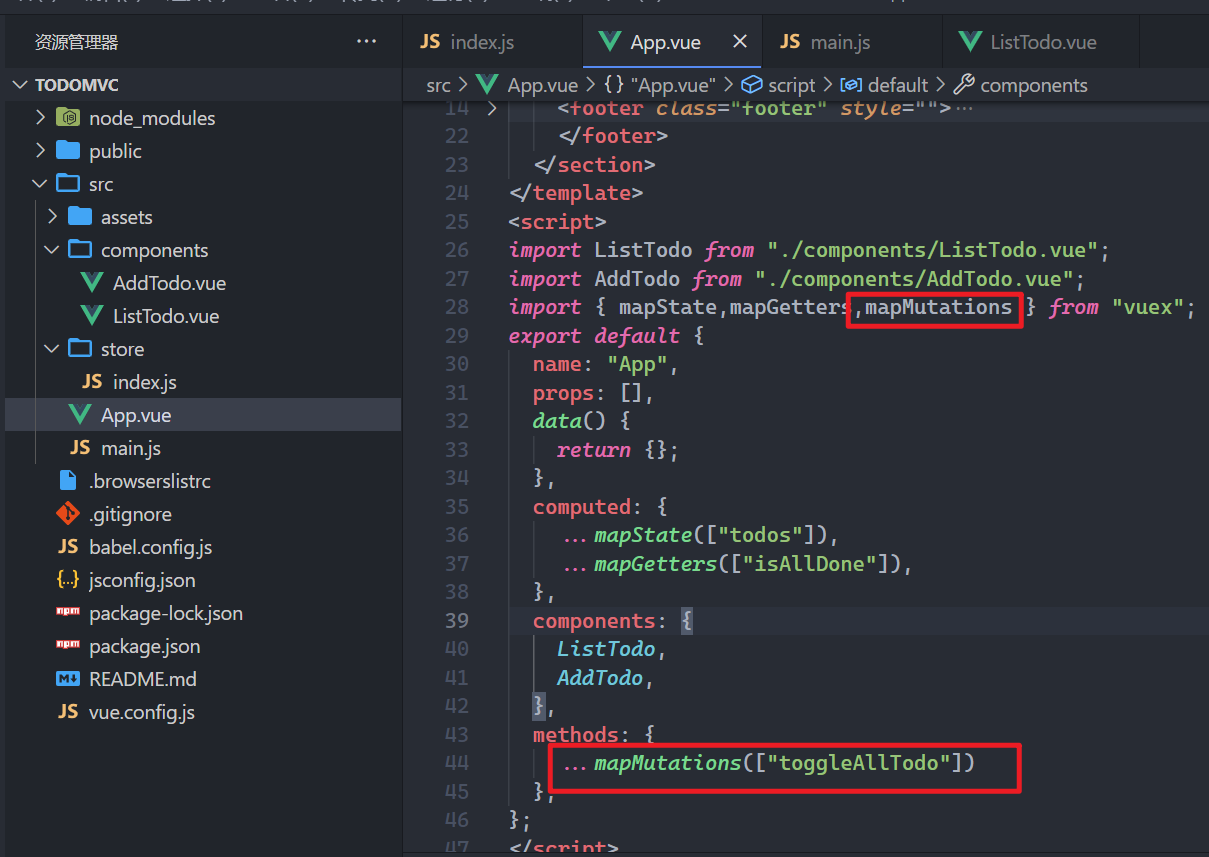 资源管理器 ···
TODOMVC
node_modules
public
src
assets
components
AddTodo.vue
ListTodo.vue
store
JS index.js
App.vue
JS main.js
.browserslistrc
.gitignore
JS babel.config.js
{..} jsconfig.json
npm package-lock.json
npm package.json
M↓ README.md
JS vue.config.js
JS index.js App.vue × JS main.js ListTodo.vue
src > App.vue > {} "App.vue" > script > default > components
14 > <footer class="footer" style="">···
22 </footer>
23 </section>
24 </template>
25 <script>
26 import ListTodo from "./components/ListTodo.vue";
27 import AddTodo from "./components/AddTodo.vue";
28 import { mapState,mapGetters,mapMutations } from "vuex";
29 export default {
30 name: "App",
31 props: [],
32 data() {
33 return {};
34 },
35 computed: {
36 ...mapState(["todos"]),
37 ...mapGetters(["isAllDone"]),
38 },
39 components: {
40 ListTodo,
41 AddTodo,
42 },
43 methods: {
44 ...mapMutations(["toggleAllTodo"])
45 },
46 };
47 </script>